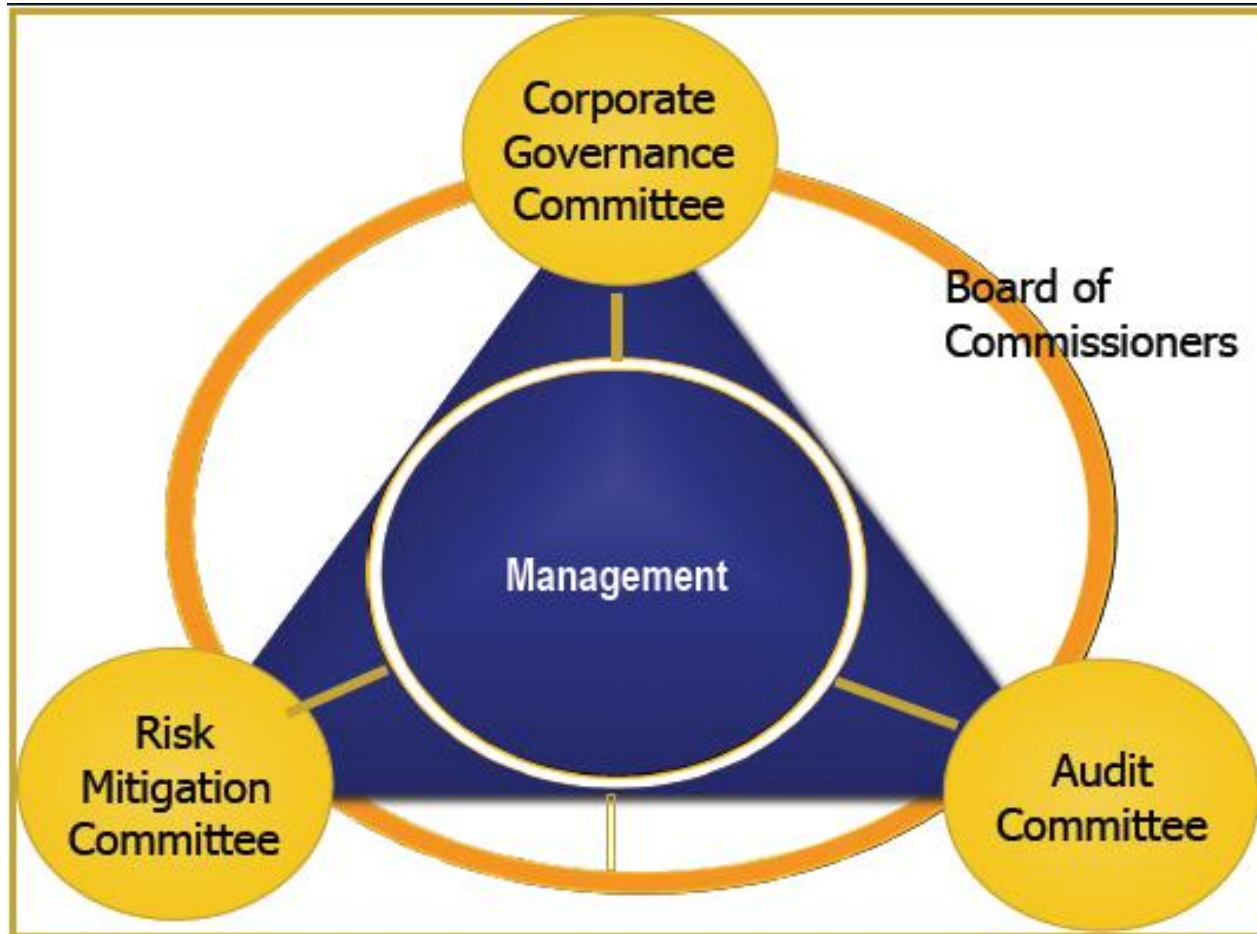 Corporate
Governance
Committee
Board of
Commissioners
Management
Risk
Mitigation
Committee
Audit
Committee